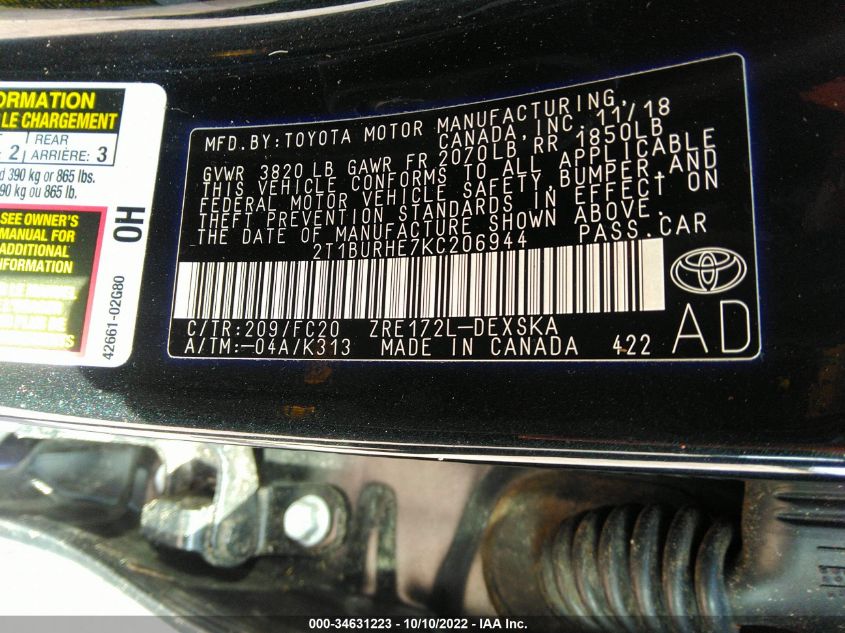 ORMATION
LE CHARGEMENT
2
REAR
ARRIÈRE: 3
390 kg or 865 lbs.
90 kg ou 865 lb.
SEE OWNER'S
MANUAL FOR
ADDITIONAL
INFORMATION
OH
42661-02G80
MFD.BY:TOYOTA MOTOR MANUFACTURING,
CANADA, INC. 11/18
GVWR 3820 LB GAWR FR 2070LB RR 1850LB
THIS VEHICLE CONFORMS TO ALL APPLICABLE
FEDERAL MOTOR VEHICLE SAFETY,BUMPER,AND
THEFT PREVENTION STANDARDS IN EFFECT ON
THE DATE OF MANUFACTURE SHOWN ABOVE.
2T1BURHE7KC206944 PASS.CAR
C/TR:209/FC20 ZRE172L-DEXSKA
A/TM:-04A/K313 MADE IN CANADA 422
AD
000-34631223 - 10/10/2022 - IAA Inc.